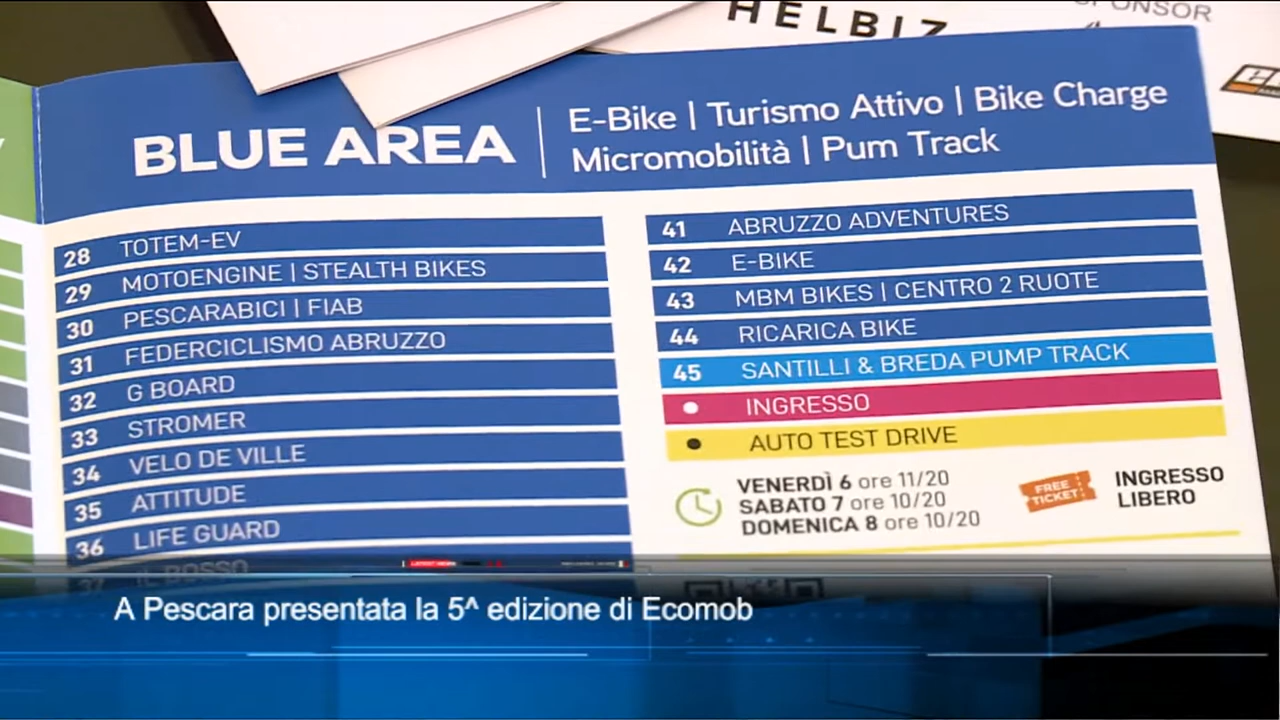 HELBIZ
SPONSOR
BLUE AREA
E-Bike | Turismo Attivo | Bike Charge
Micromobilità | Pum Track
28 TOTEM-EV
29 MOTOENGINE | STEALTH BIKES
30 PESCARABICI | FIAB
31 FEDERCICLISMO ABRUZZO
32 G BOARD
33 STROMER
34 VELO DE VILLE
35 ATTITUDE
36 LIFE GUARD
37 IL ROSSO
41 ABRUZZO ADVENTURES
42 E-BIKE
43 MBM BIKES | CENTRO 2 RUOTE
44 RICARICA BIKE
45 SANTILLI & BREDA PUMP TRACK
INGRESSO
AUTO TEST DRIVE
VENERDÌ 6 ore 11/20
SABATO 7 ore 10/20
DOMENICA 8 ore 10/20
FREE
TICKET
INGRESSO
LIBERO
A Pescara presentata la 5^ edizione di Ecomob